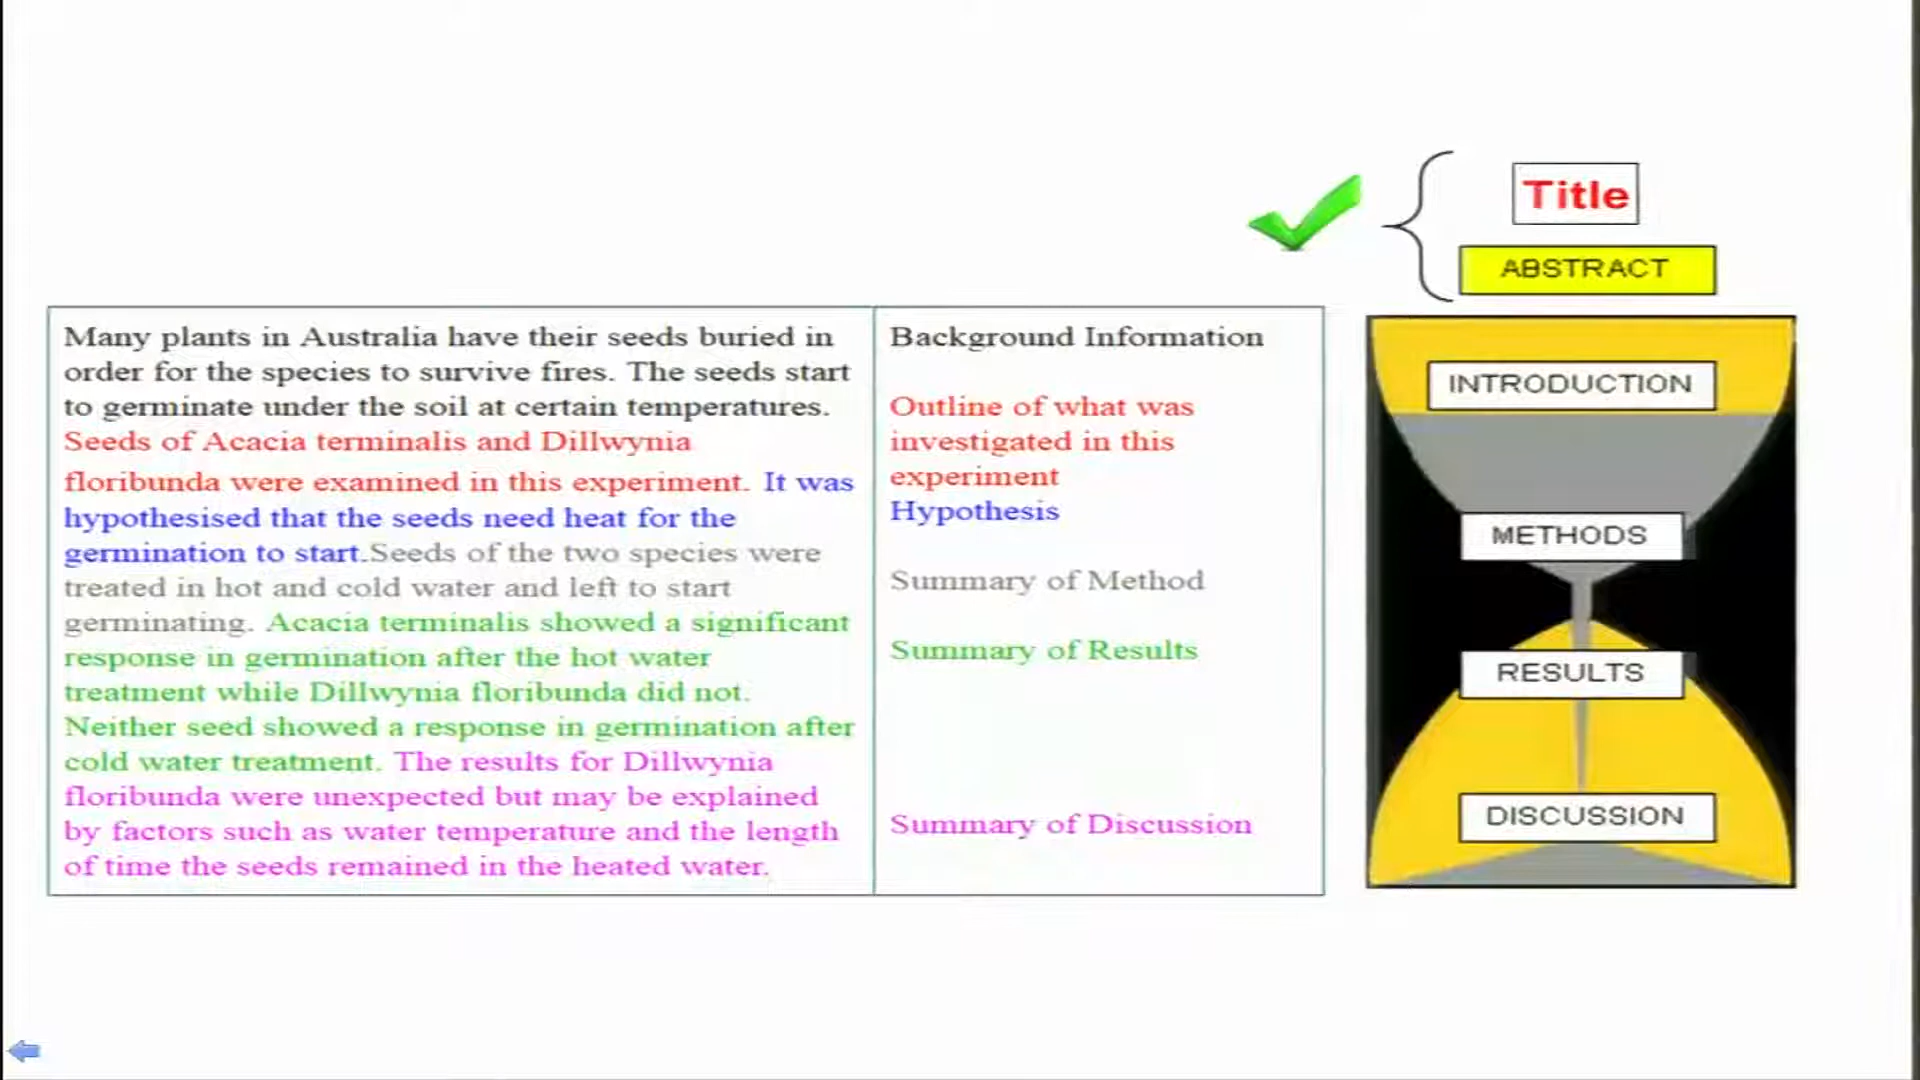 Title
ABSTRACT
Many plants in Australia have their seeds buried in
order for the species to survive fires. The seeds start
to germinate under the soil at certain temperatures.
Seeds of Acacia terminalis and Dillwynia
floribunda were examined in this experiment. It was
hypothesised that the seeds need heat for the
germination to start.Seeds of the two species were
treated in hot and cold water and left to start
germinating. Acacia terminalis showed a significant
response in germination after the hot water
treatment while Dillwynia floribunda did not.
Neither seed showed a response in germination after
cold water treatment. The results for Dillwynia
floribunda were unexpected but may be explained
by factors such as water temperature and the length
of time the seeds remained in the heated water.
Background Information
Outline of what was
investigated in this
experiment
Hypothesis
Summary of Method
Summary of Results
Summary of Discussion
INTRODUCTION
METHODS
RESULTS
DISCUSSION